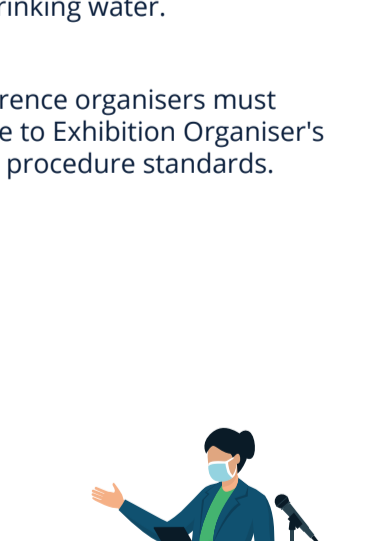 rinking water.
rence organisers must
e to Exhibition Organiser's
procedure standards.